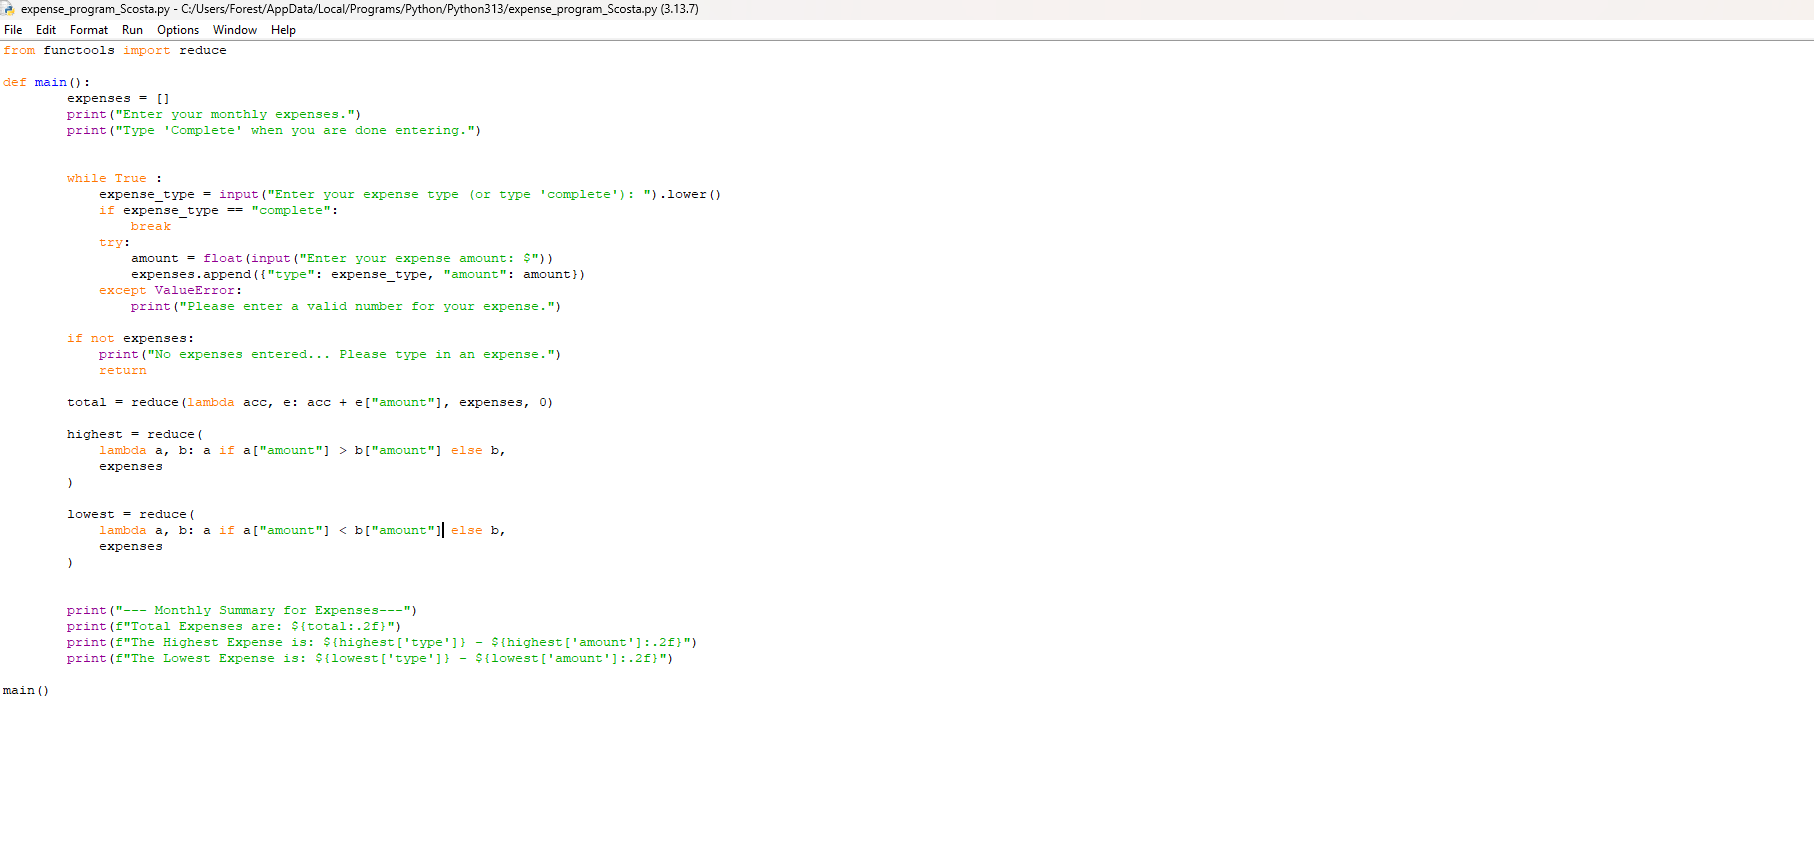 expense_program_Scosta.py - C:/Users/Forest/AppData/Local/Programs/Python/Python313/expense_program_Scosta.py (3.13.7)
File Edit Format Run Options Window Help
from functools import reduce
def main():
        expenses = []
        print("Enter your monthly expenses.")
        print("Type 'Complete' when you are done entering.")
        while True :
            expense_type = input("Enter your expense type (or type 'complete'): ").lower()
            if expense_type == "complete":
                break
            try:
                amount = float(input("Enter your expense amount: $"))
                expenses.append({"type": expense_type, "amount": amount})
            except ValueError:
                print("Please enter a valid number for your expense.")
        if not expenses:
            print("No expenses entered... Please type in an expense.")
            return
        total = reduce(lambda acc, e: acc + e["amount"], expenses, 0)
        highest = reduce(
            lambda a, b: a if a["amount"] > b["amount"] else b,
            expenses
        )
        lowest = reduce(
            lambda a, b: a if a["amount"] < b["amount"] else b,
            expenses
        )
        print("--- Monthly Summary for Expenses---")
        print(f"Total Expenses are: ${total:.2f}")
        print(f"The Highest Expense is: ${highest['type']} - ${highest['amount']:.2f}")
        print(f"The Lowest Expense is: ${lowest['type']} - ${lowest['amount']:.2f}")
main()